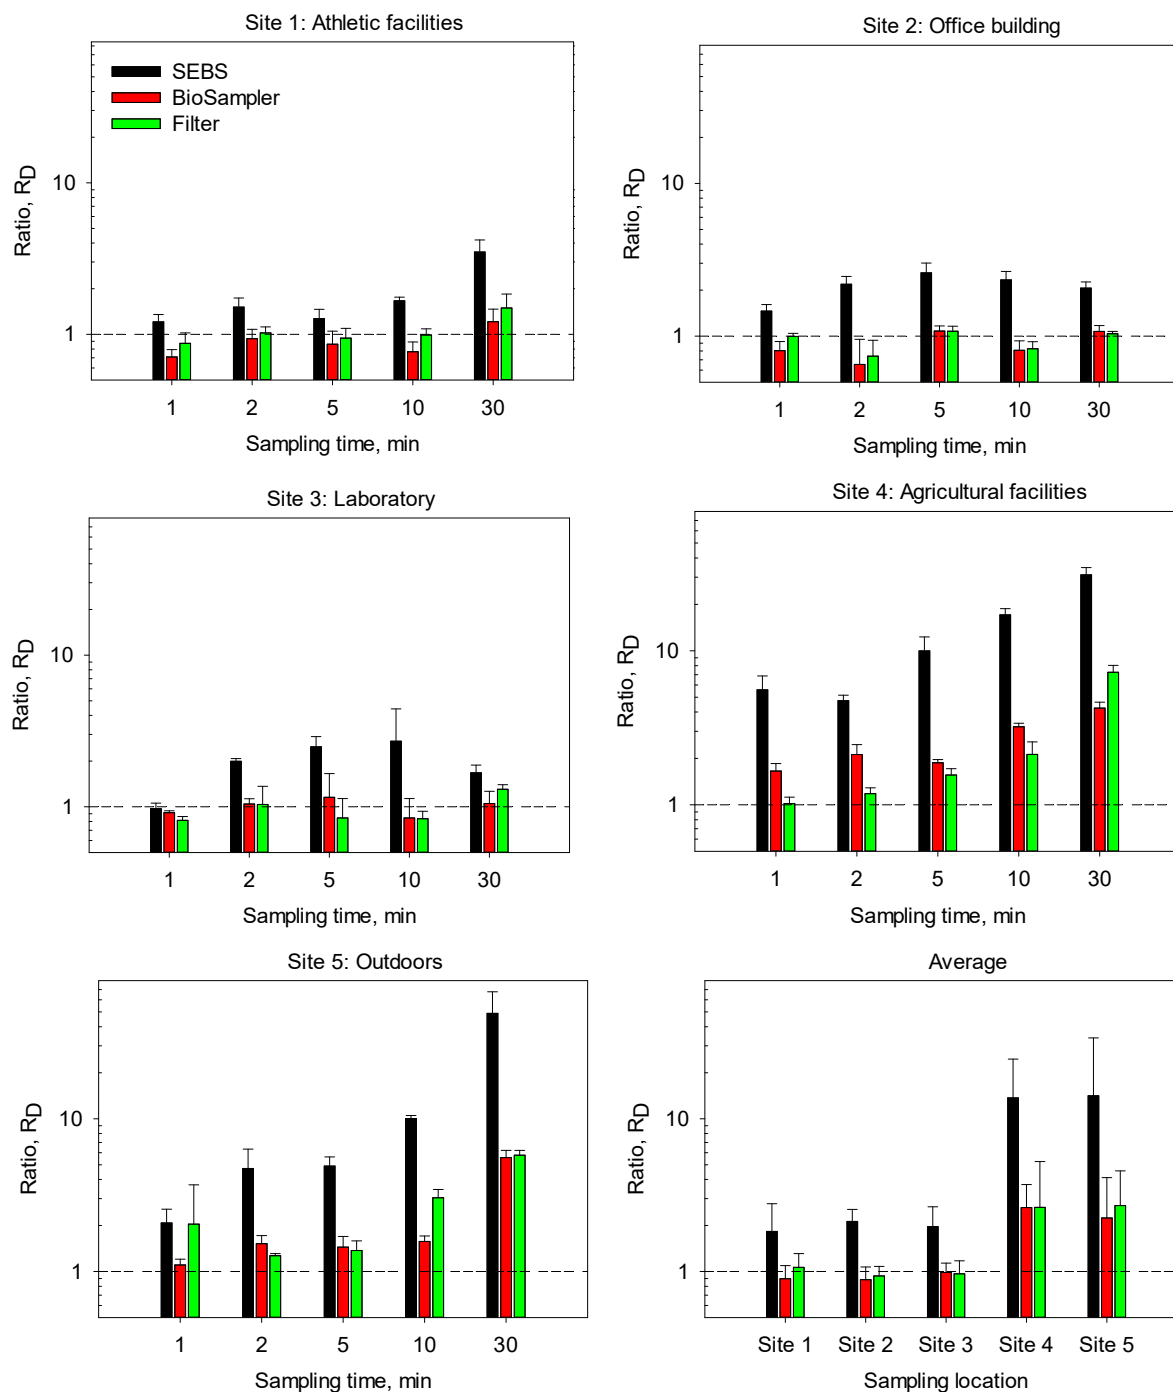 Site 1: Athletic facilities
SEBS
BioSampler
Filter
Ratio, RD
10
1
1 2 5 10 30
Sampling time, min
Site 2: Office building
Ratio, RD
10
1
1 2 5 10 30
Sampling time, min
Site 3: Laboratory
Ratio, RD
10
1
1 2 5 10 30
Sampling time, min
Site 4: Agricultural facilities
Ratio, RD
10
1
1 2 5 10 30
Sampling time, min
Site 5: Outdoors
Ratio, RD
10
1
1 2 5 10 30
Sampling time, min
Average
Ratio, RD
10
1
Site 1 Site 2 Site 3 Site 4 Site 5
Sampling location